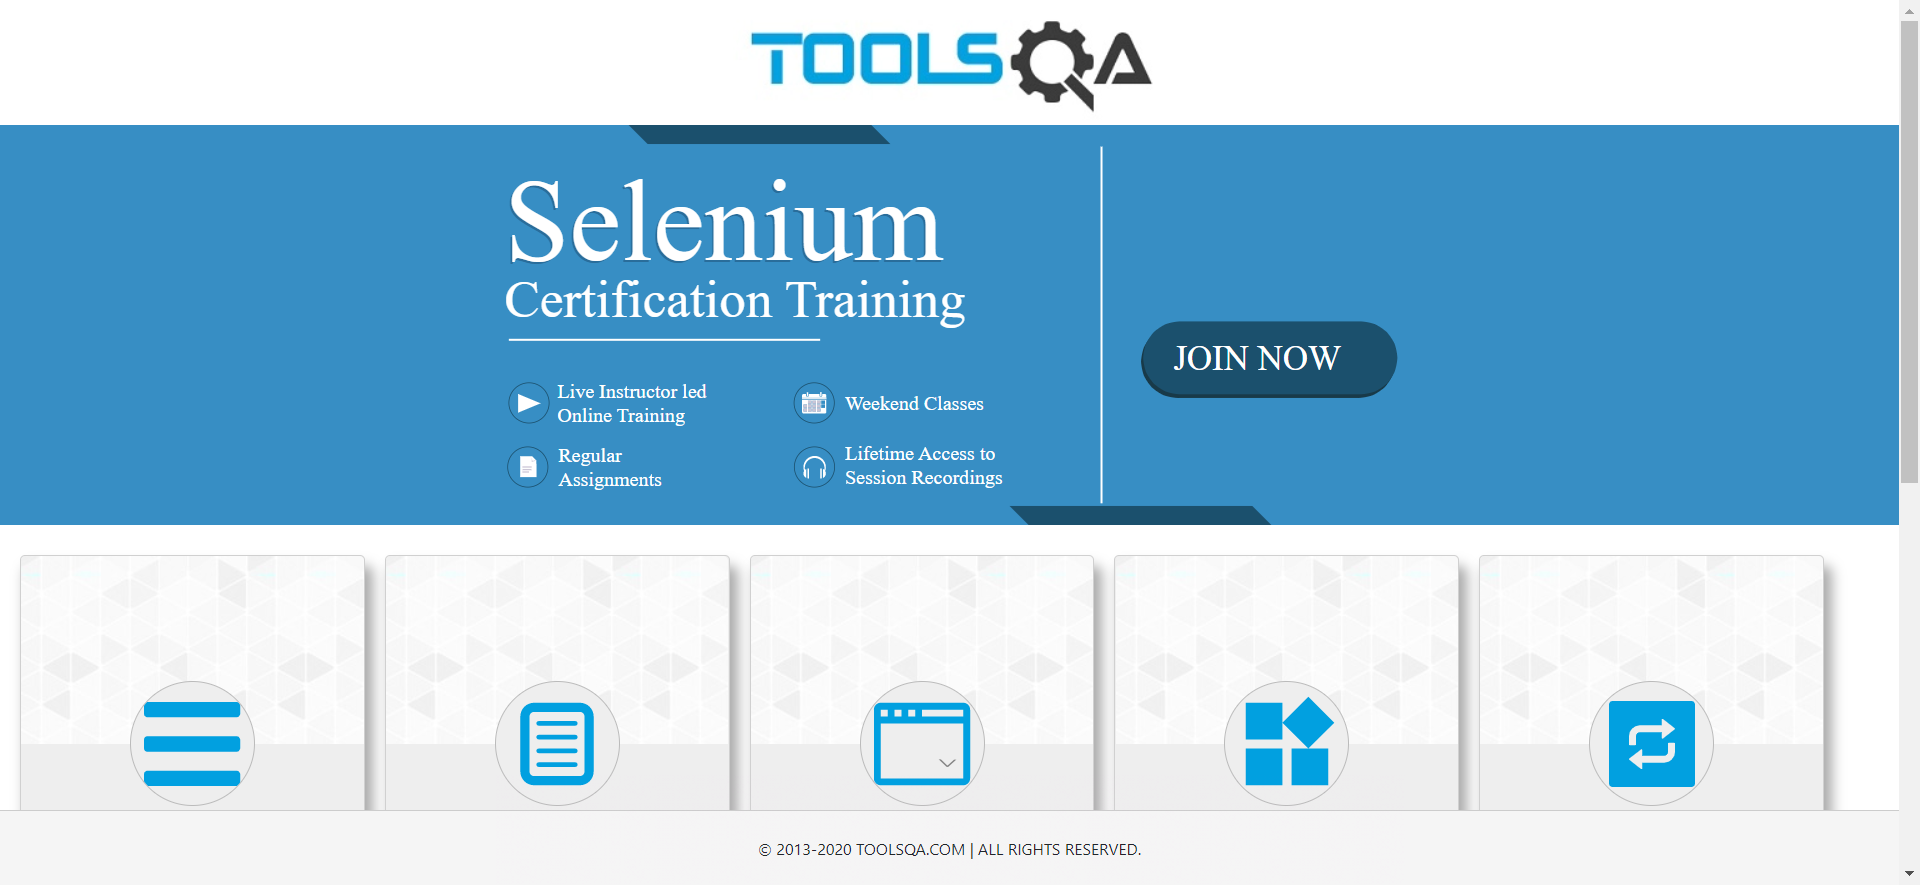 TOOLSQA
Selenium
Certification Training
Live Instructor led
Online Training
Weekend Classes
Regular
Assignments
Lifetime Access to
Session Recordings
JOIN NOW
© 2013-2020 TOOLSQA.COM | ALL RIGHTS RESERVED.